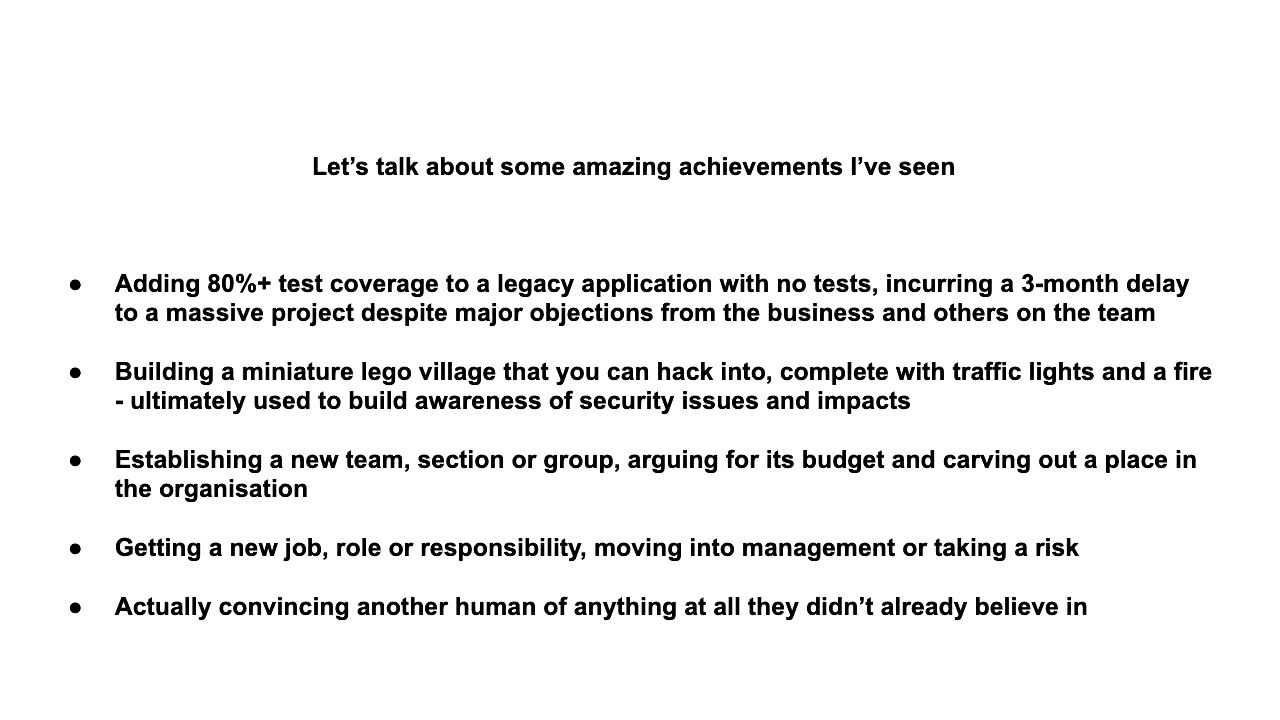 Let’s talk about some amazing achievements I’ve seen
● Adding 80%+ test coverage to a legacy application with no tests, incurring a 3-month delay
to a massive project despite major objections from the business and others on the team
● Building a miniature lego village that you can hack into, complete with traffic lights and a fire
- ultimately used to build awareness of security issues and impacts
● Establishing a new team, section or group, arguing for its budget and carving out a place in
the organisation
● Getting a new job, role or responsibility, moving into management or taking a risk
● Actually convincing another human of anything at all they didn’t already believe in